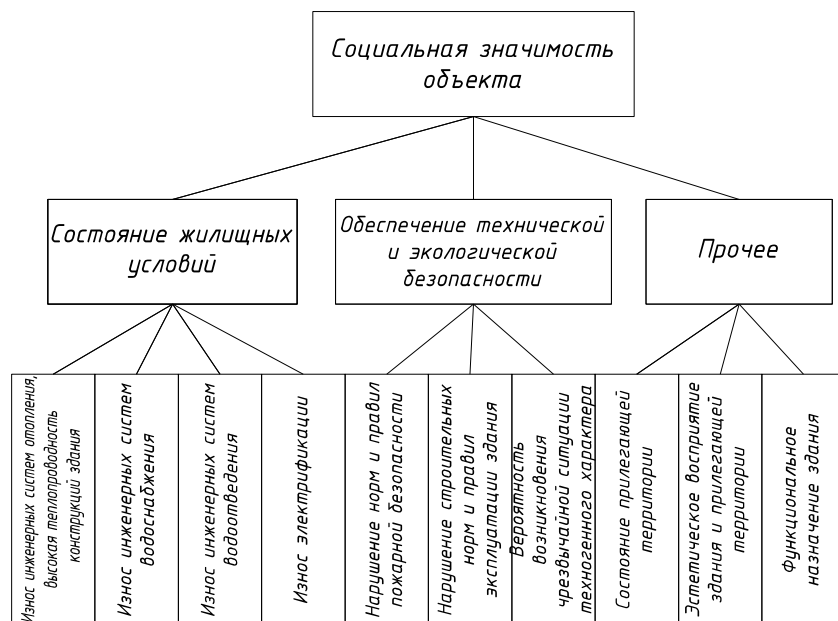 Социальная значимость
объекта
Состояние жилищных
условий
Обеспечение технической
и экологической
безопасности
Прочее
Износ инженерных систем отопления,
высокая теплопроводность
конструкций здания
Износ инженерных систем
водоснабжения
Износ инженерных систем
водоотведения
Износ электрификации
Нарушение норм и правил
пожарной безопасности
Нарушение строительных
норм и правил
эксплуатации здания
Вероятность
возникновения
чрезвычайной ситуации
техногенного характера
Состояние прилегающей
территории
Эстетическое восприятие
здания и прилегающей
территории
Функциональное
назначение здания